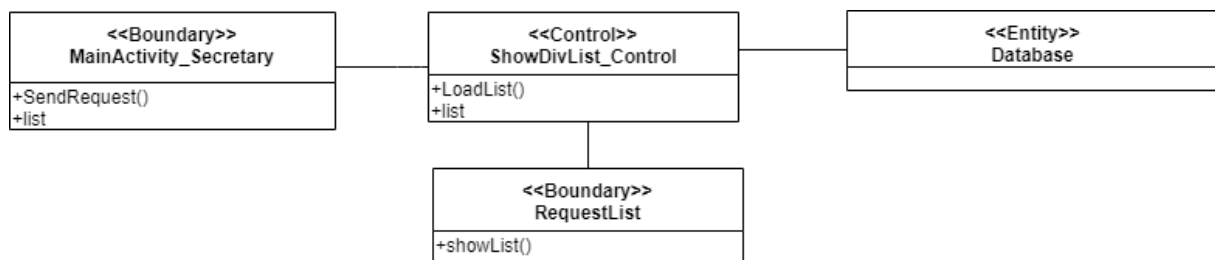 <<Boundary>>
MainActivity_Secretary
+SendRequest()
+list
<<Control>>
ShowDivList_Control
+LoadList()
+list
<<Entity>>
Database
<<Boundary>>
RequestList
+showList()